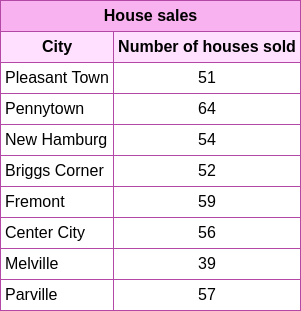 House sales
City Number of houses sold
Pleasant Town 51
Pennytown 64
New Hamburg 54
Briggs Corner 52
Fremont 59
Center City 56
Melville 39
Parville 57